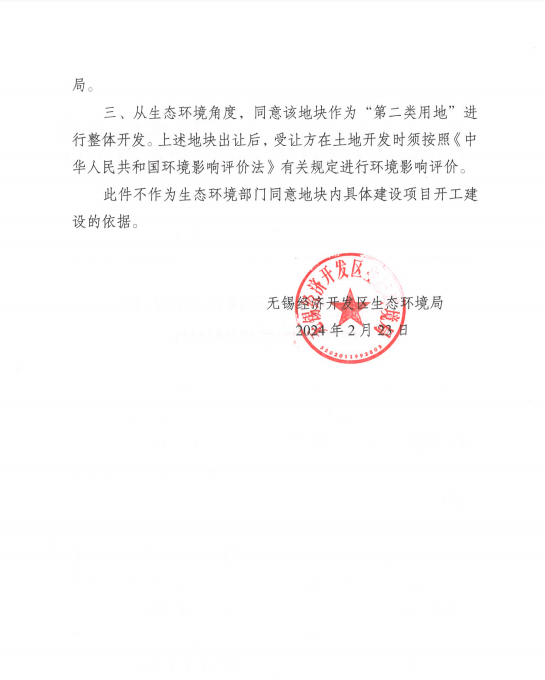 局。
三、从生态环境角度，同意该地块作为“第二类用地”进
行整体开发。上述地块出让后，受让方在土地开发时须按照《中
华人民共和国环境影响评价法》有关规定进行环境影响评价。
此件不作为生态环境部门同意地块内具体建设项目开工建
设的依据。
无锡经济开发区生态环境局
2024 年 2 月 23 日